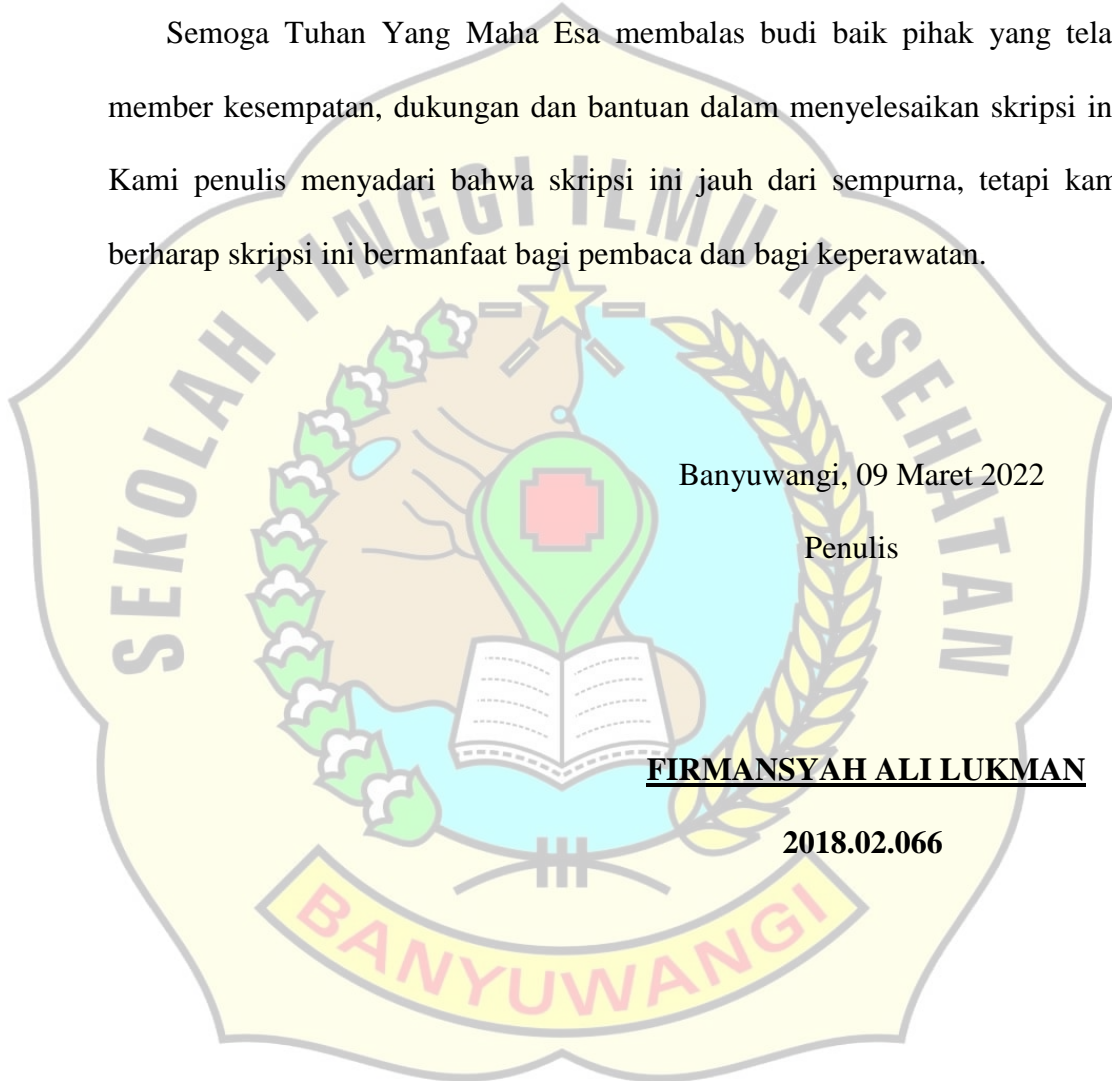 Semoga Tuhan Yang Maha Esa membalas budi baik pihak yang tela
member kesempatan, dukungan dan bantuan dalam menyelesaikan skripsi in
Kami penulis menyadari bahwa skripsi ini jauh dari sempurna, tetapi kam
berharap skripsi ini bermanfaat bagi pembaca dan bagi keperawatan.
SEKOLAH TINGGI ILMU KESEHATAN
Banyuwangi, 09 Maret 2022
Penulis
FIRMANSYAH ALI LUKMAN
2018.02.066
BANYUWANGI